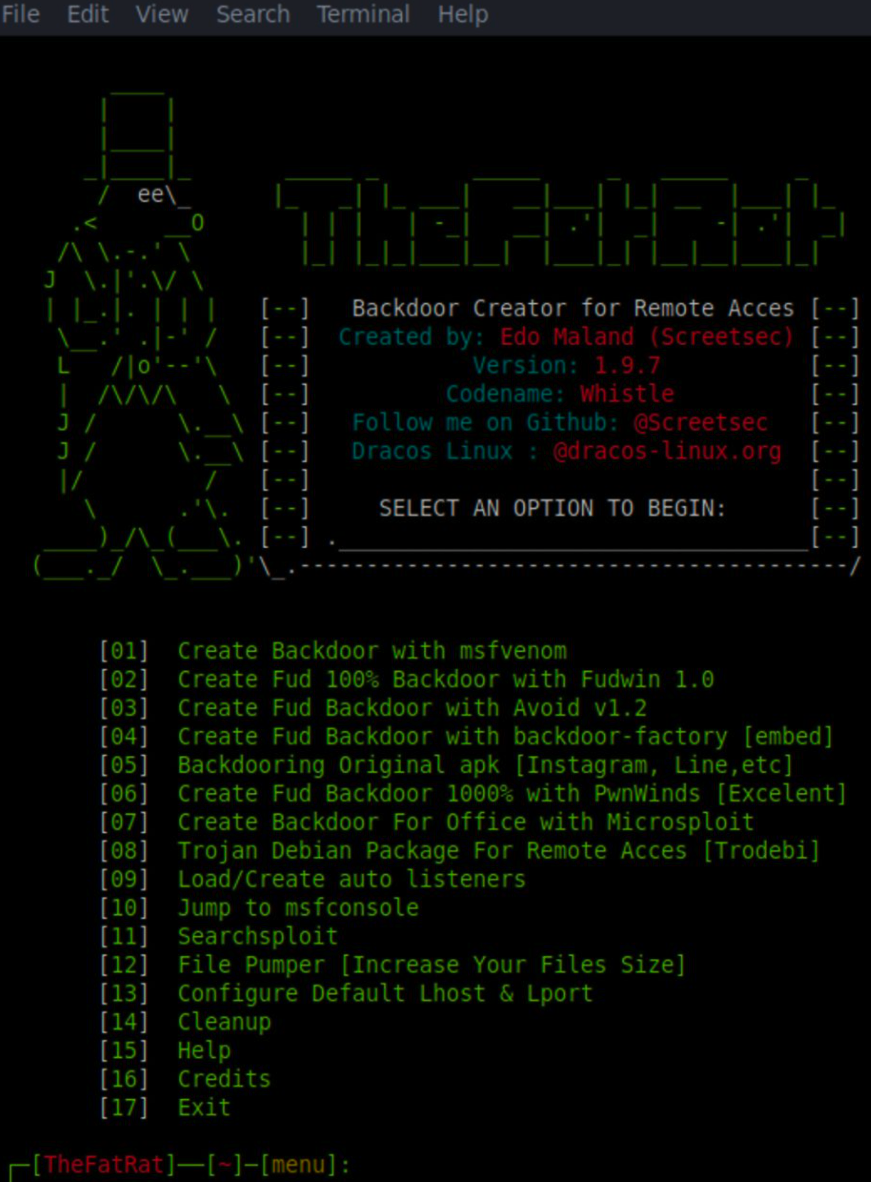 File Edit View Search Terminal Help
TheFatRat
[--] Backdoor Creator for Remote Acces [--]
[--] Created by: Edo Maland (Screetsec) [--]
[--] Version: 1.9.7 [--]
[--] Codename: Whistle [--]
[--] Follow me on Github: @Screetsec [--]
[--] Dracos Linux : @dracos-linux.org [--]
[--] [--]
[--] SELECT AN OPTION TO BEGIN: [--]
[--] [--]
[01] Create Backdoor with msfvenom
[02] Create Fud 100% Backdoor with Fudwin 1.0
[03] Create Fud Backdoor with Avoid v1.2
[04] Create Fud Backdoor with backdoor-factory [embed]
[05] Backdooring Original apk [Instagram, Line,etc]
[06] Create Fud Backdoor 1000% with PwnWinds [Excelent]
[07] Create Backdoor For Office with Microsploit
[08] Trojan Debian Package For Remote Acces [Trodebi]
[09] Load/Create auto listeners
[10] Jump to msfconsole
[11] Searchsploit
[12] File Pumper [Increase Your Files Size]
[13] Configure Default Lhost & Lport
[14] Cleanup
[15] Help
[16] Credits
[17] Exit
┌─[TheFatRat]──[~]─[menu]: